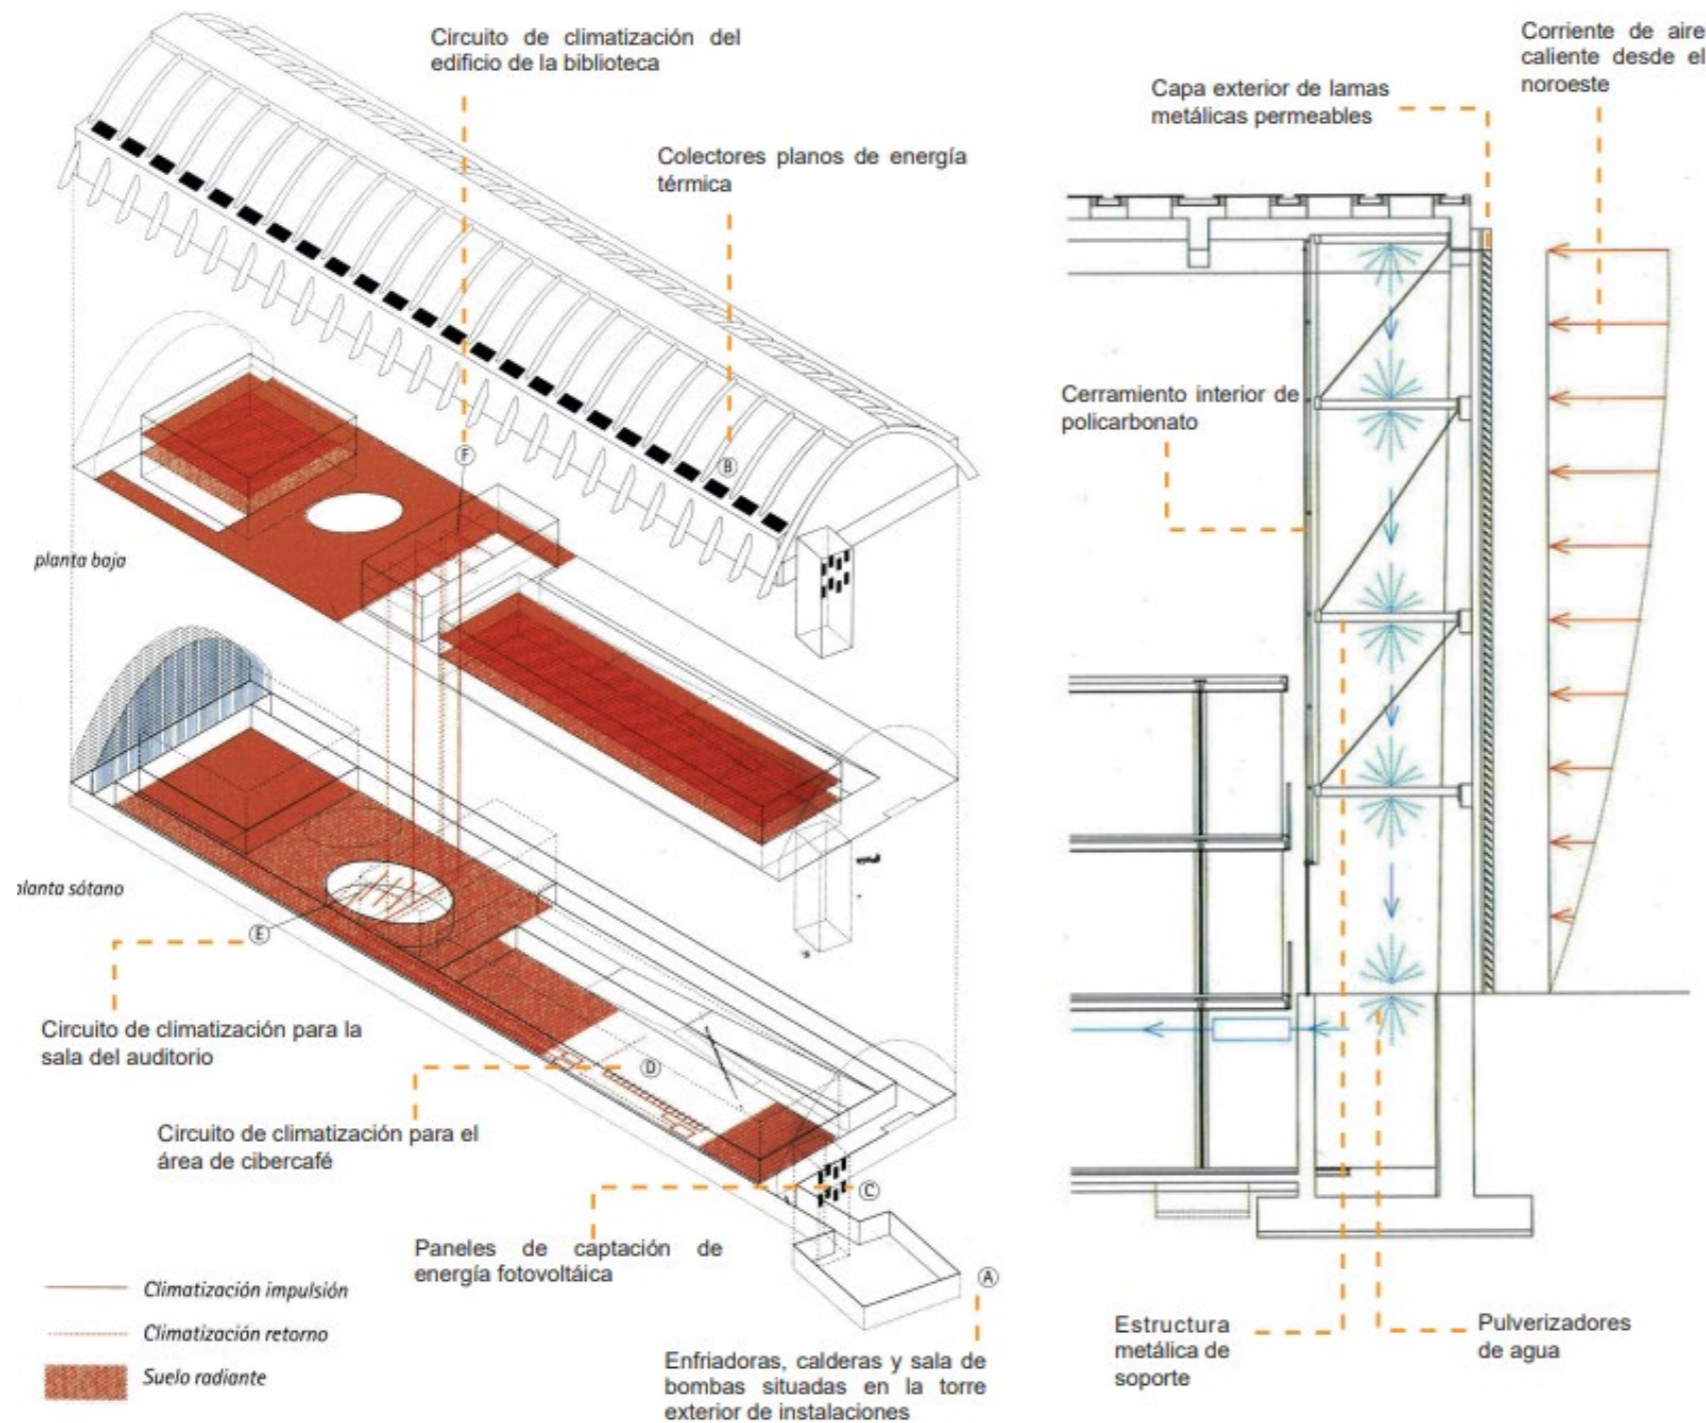 Circuito de climatización del
edificio de la biblioteca
Colectores planos de energía
térmica
B
F
planta baja
planta sótano
E
Circuito de climatización para la
sala del auditorio
D
Circuito de climatización para el
área de cibercafé
C
Paneles de captación de
energía fotovoltáica
A
Enfriadoras, calderas y sala de
bombas situadas en la torre
exterior de instalaciones
Climatización impulsión
Climatización retorno
Suelo radiante
Corriente de aire
caliente desde el
noroeste
Capa exterior de lamas
metálicas permeables
Cerramiento interior de
policarbonato
Estructura
metálica de
soporte
Pulverizadores
de agua